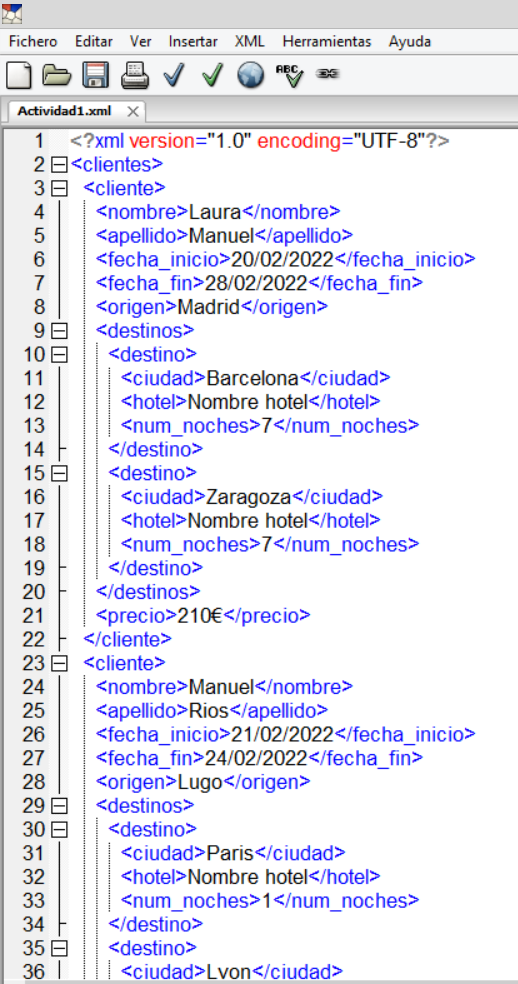 Fichero Editar Ver Insertar XML Herramientas Ayuda
ABC
Actividad1.xml
1 <?xml version="1.0" encoding="UTF-8"?>
2 <clientes>
3 <cliente>
4 <nombre>Laura</nombre>
5 <apellido>Manuel</apellido>
6 <fecha_inicio>20/02/2022</fecha_inicio>
7 <fecha_fin>28/02/2022</fecha_fin>
8 <origen>Madrid</origen>
9 <destinos>
10 <destino>
11 <ciudad>Barcelona</ciudad>
12 <hotel>Nombre hotel</hotel>
13 <num_noches>7</num_noches>
14 </destino>
15 <destino>
16 <ciudad>Zaragoza</ciudad>
17 <hotel>Nombre hotel</hotel>
18 <num_noches>7</num_noches>
19 </destino>
20 </destinos>
21 <precio>210€</precio>
22 </cliente>
23 <cliente>
24 <nombre>Manuel</nombre>
25 <apellido>Rios</apellido>
26 <fecha_inicio>21/02/2022</fecha_inicio>
27 <fecha_fin>24/02/2022</fecha_fin>
28 <origen>Lugo</origen>
29 <destinos>
30 <destino>
31 <ciudad>Paris</ciudad>
32 <hotel>Nombre hotel</hotel>
33 <num_noches>1</num_noches>
34 </destino>
35 <destino>
36 <ciudad>Lyon</ciudad>